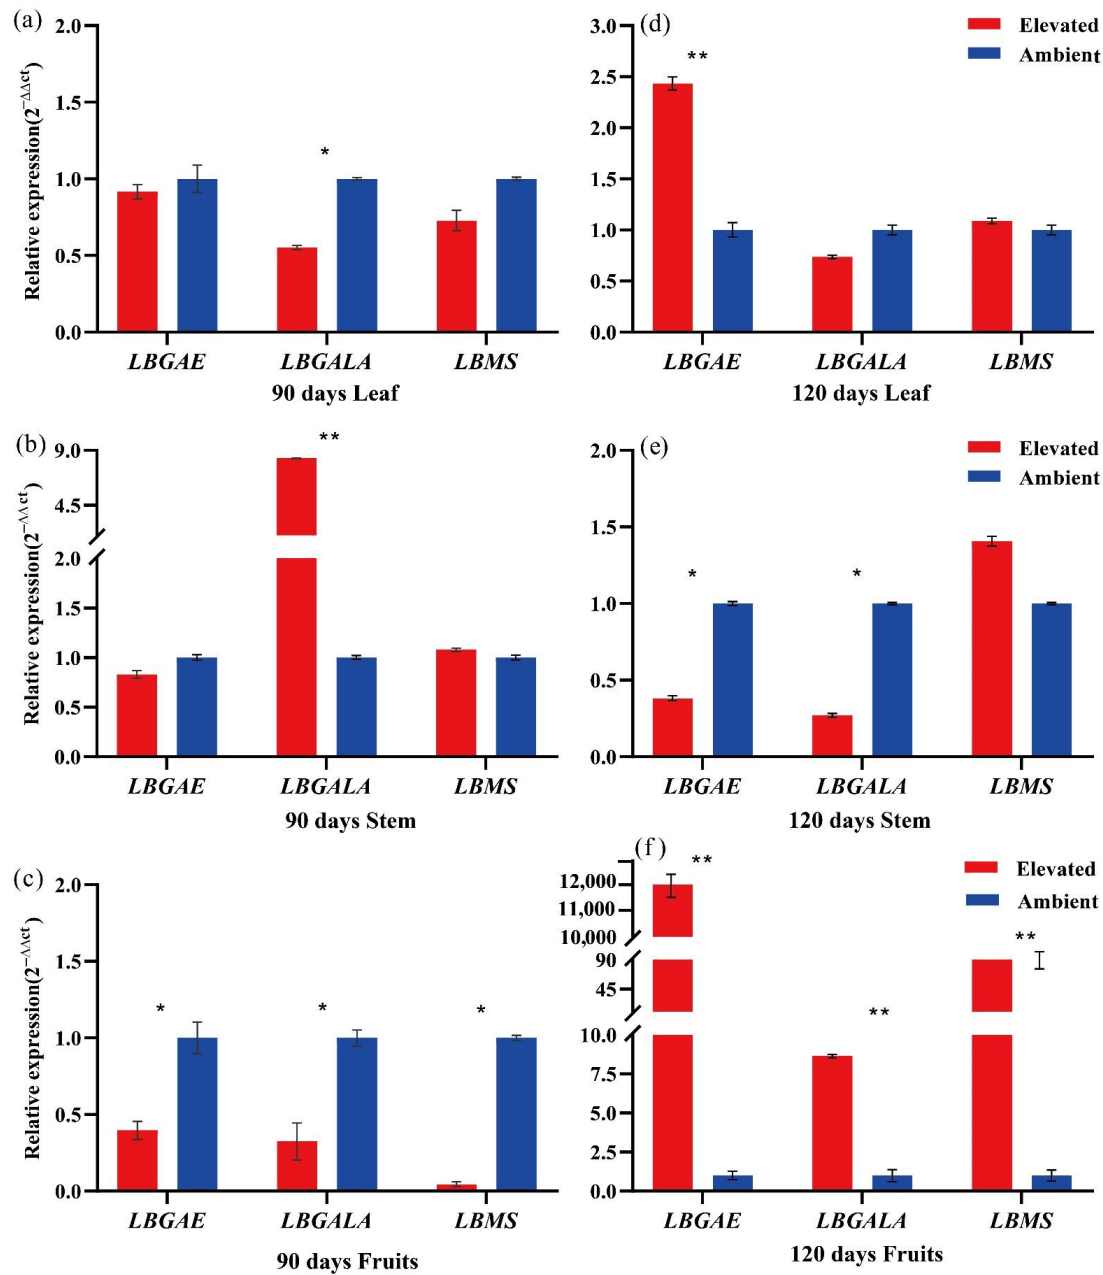 (a)
2.0
1.5
1.0
0.5
0.0
Relative expression(2⁻ΔΔct)
*
LBGAE LBGALA LBMS
90 days Leaf
(d)
Elevated
Ambient
3.0
2.5
2.0
1.5
1.0
0.5
0.0
**
LBGAE LBGALA LBMS
120 days Leaf
(b)
9.0
4.5
2.0
1.5
1.0
0.5
0.0
Relative expression(2⁻ΔΔct)
**
LBGAE LBGALA LBMS
90 days Stem
(e)
Elevated
Ambient
2.0
1.5
1.0
0.5
0.0
* *
LBGAE LBGALA LBMS
120 days Stem
(c)
2.0
1.5
1.0
0.5
0.0
Relative expression(2⁻ΔΔct)
* * *
LBGAE LBGALA LBMS
90 days Fruits
(f)
Elevated
Ambient
12,000
11,000
10,000
90
45
10.0
7.5
5.0
2.5
0.0
**
**
**
LBGAE LBGALA LBMS
120 days Fruits